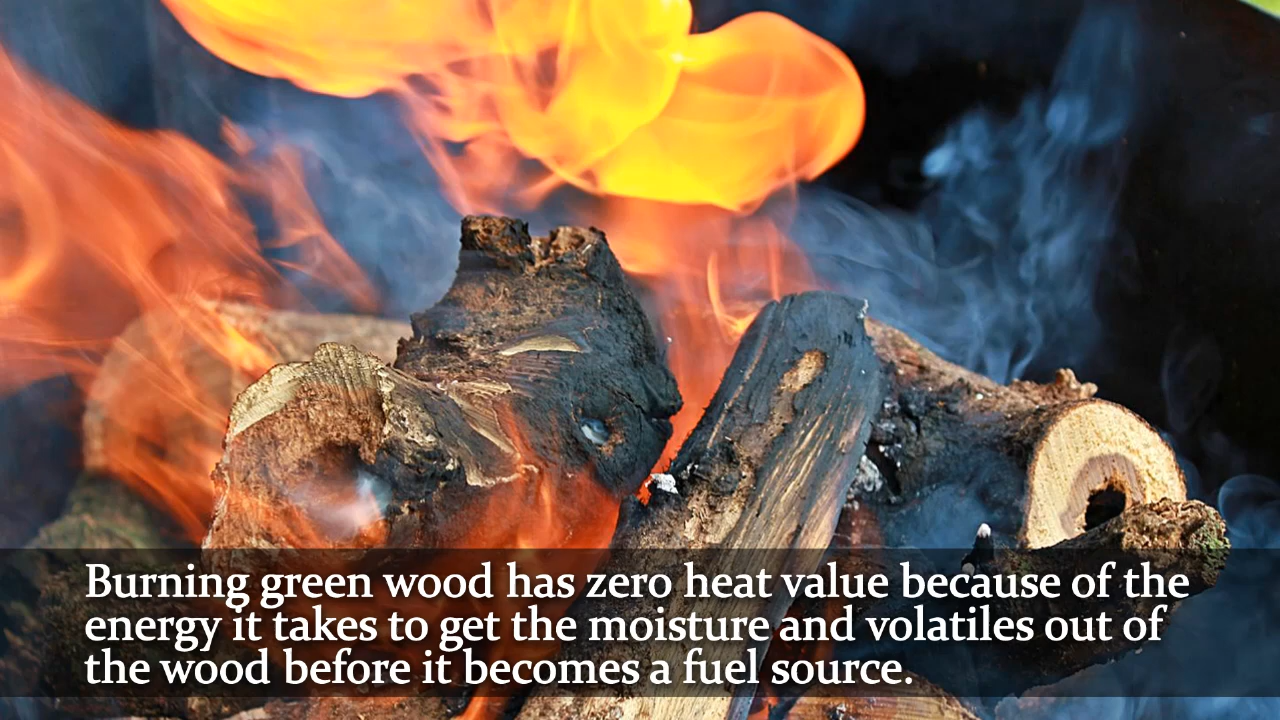 Burning green wood has zero heat value because of the
energy it takes to get the moisture and volatiles out of
the wood before it becomes a fuel source.